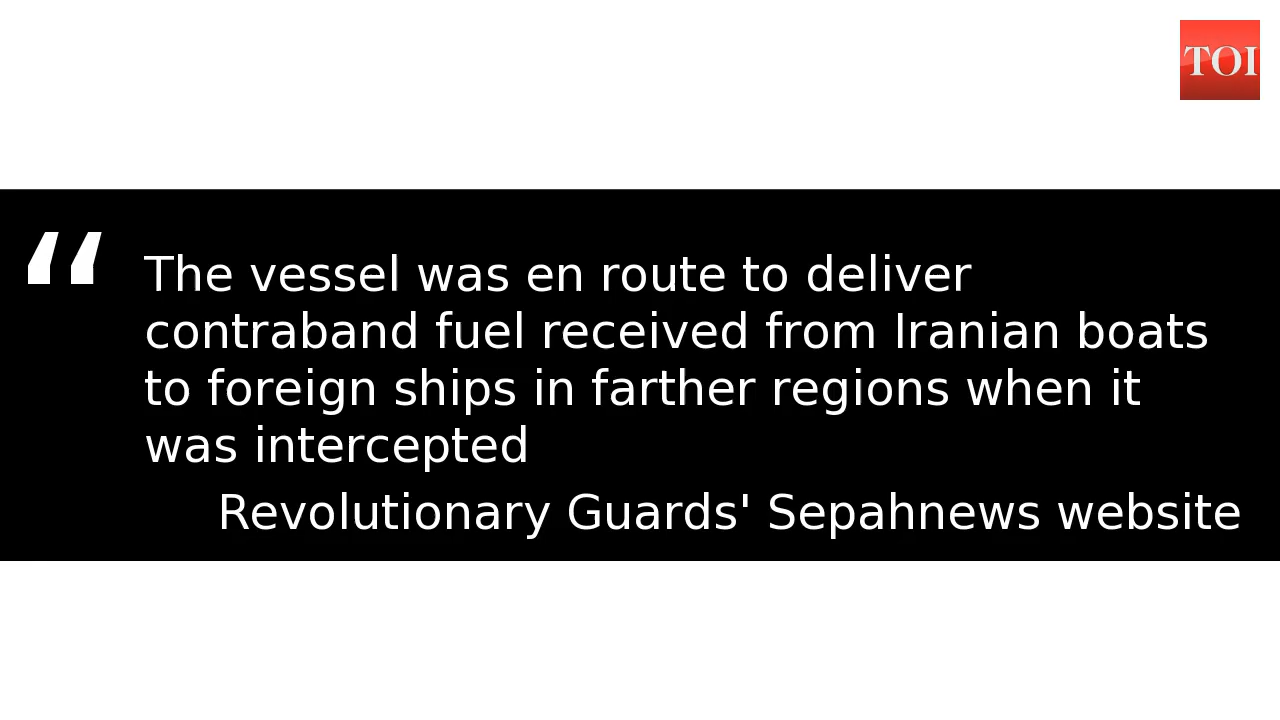 TOI
“
The vessel was en route to deliver
contraband fuel received from Iranian boats
to foreign ships in farther regions when it
was intercepted
Revolutionary Guards' Sepahnews website